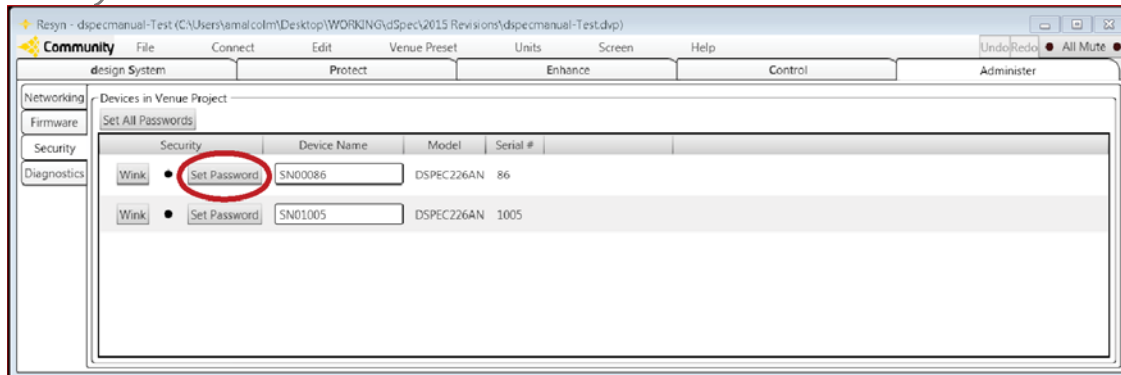 Resyn - dspecmanual-Test (C:\Users\amalcolm\Desktop\WORKING\dSpec\2015 Revisions\dspecmanual-Test.dvp)
Community File Connect Edit Venue Preset Units Screen Help Undo Redo All Mute
design System Protect Enhance Control Administer
Networking Devices in Venue Project
Firmware Set All Passwords
Security Security Device Name Model Serial #
Diagnostics Wink Set Password SN00086 DSPEC226AN 86
Wink Set Password SN01005 DSPEC226AN 1005